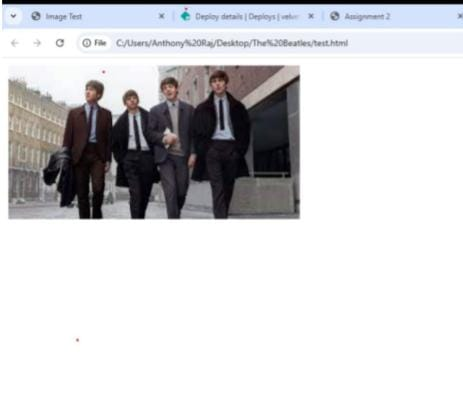 Image Test
Deploy details | Deploys | velve
Assignment 2
File C:/Users/Anthony%20Raj/Desktop/The%20Beatles/test.html